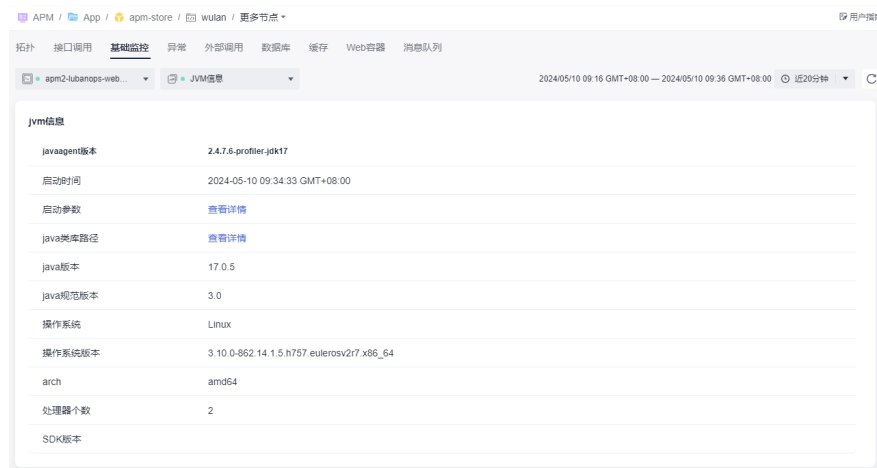 APM / App / apm-store / wulan / 更多节点
用户指
拓扑 接口调用 基础监控 异常 外部调用 数据库 缓存 Web容器 消息队列
apm2-lubanops-web... JVM信息 2024/05/10 09:16 GMT+08:00 — 2024/05/10 09:36 GMT+08:00 近20分钟
jvm信息
javaagent版本 2.4.7.6-profiler-jdk17
启动时间 2024-05-10 09:34:33 GMT+08:00
启动参数 查看详情
java类库路径 查看详情
java版本 17.0.5
java规范版本 3.0
操作系统 Linux
操作系统版本 3.10.0-862.14.1.5.h757.eulerosv2r7.x86_64
arch amd64
处理器个数 2
SDK版本